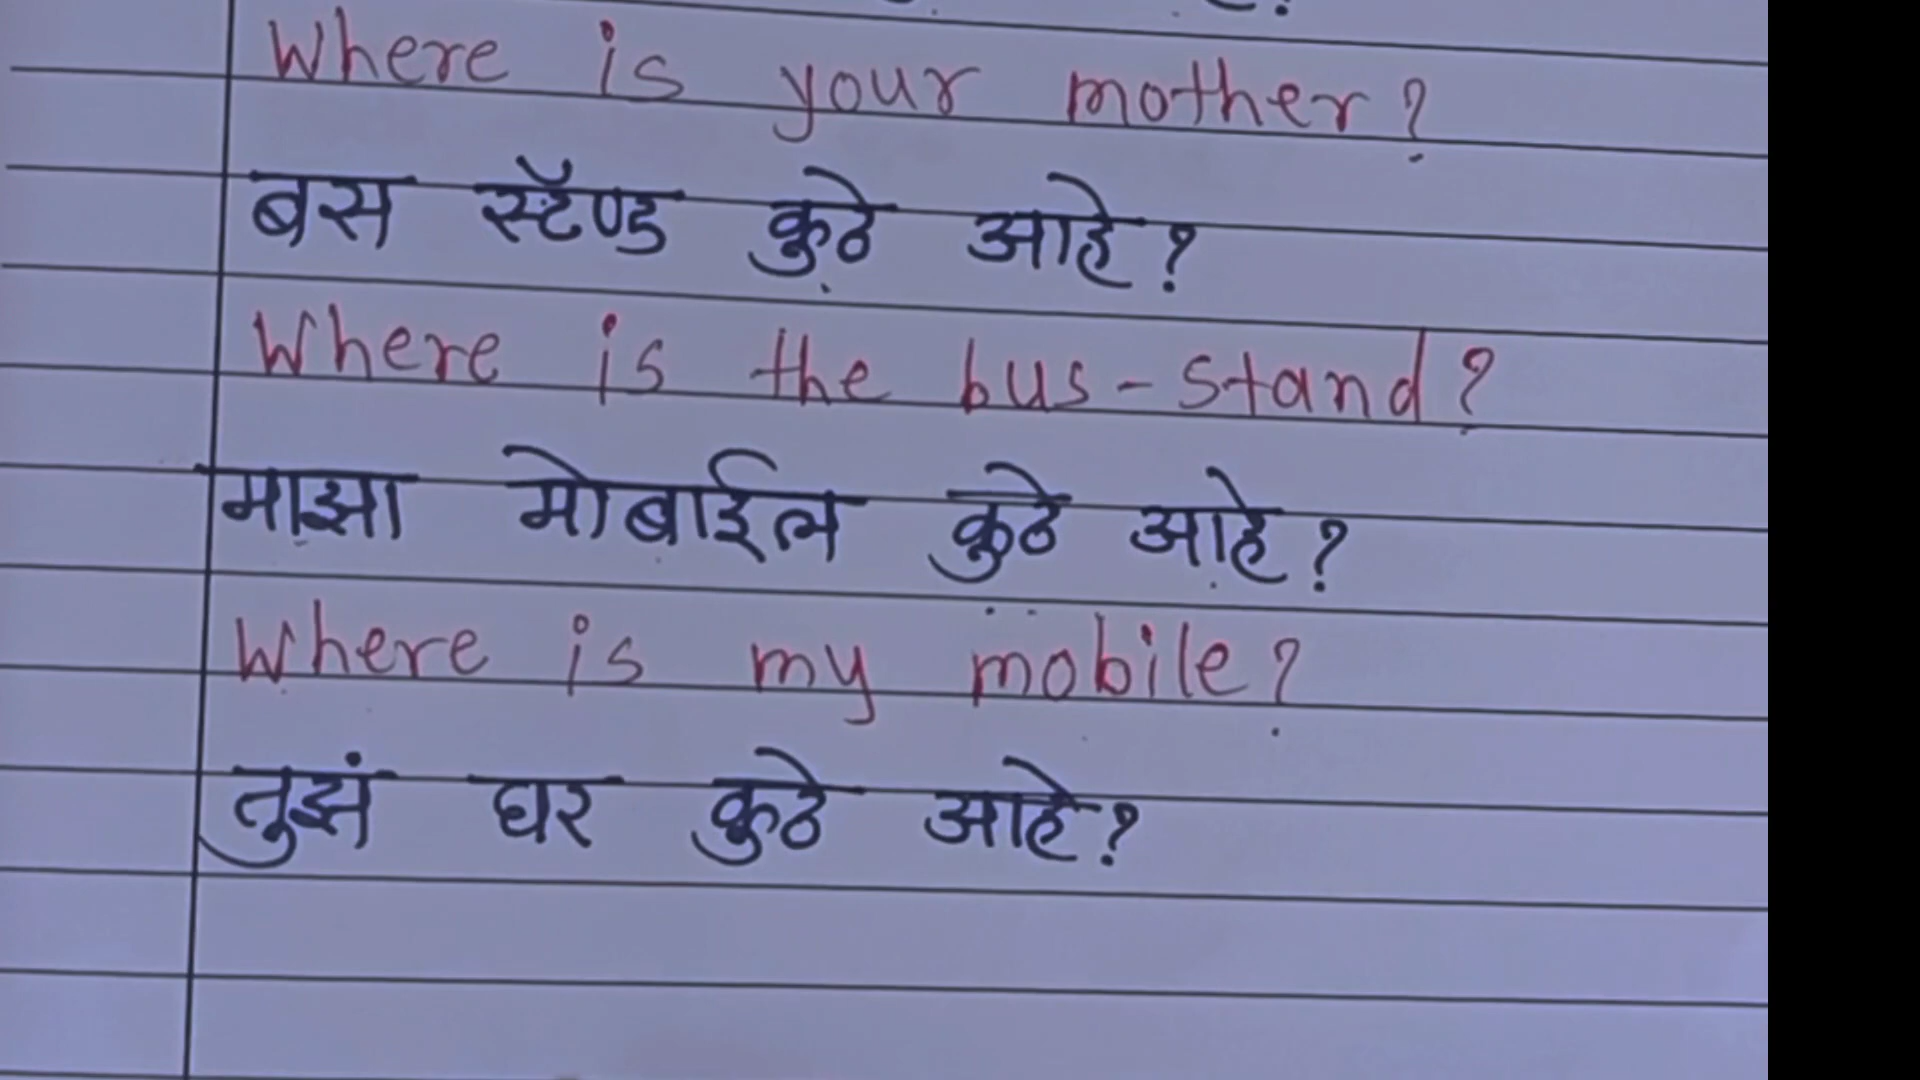 Where is your mother?
बस स्टॅण्ड कुठे आहे?
Where is the bus-stand?
माझा मोबाईल कुठे आहे?
Where is my mobile?
तुझं घर कुठे आहे?